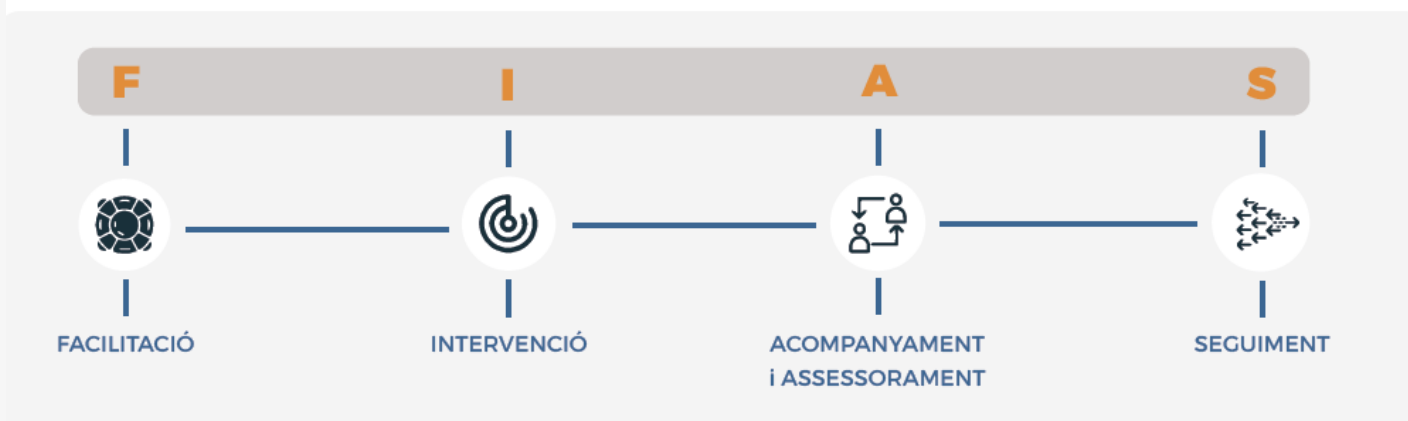 F I A S
FACILITACIÓ INTERVENCIÓ ACOMPANYAMENT SEGUIMENT
i ASSESSORAMENT